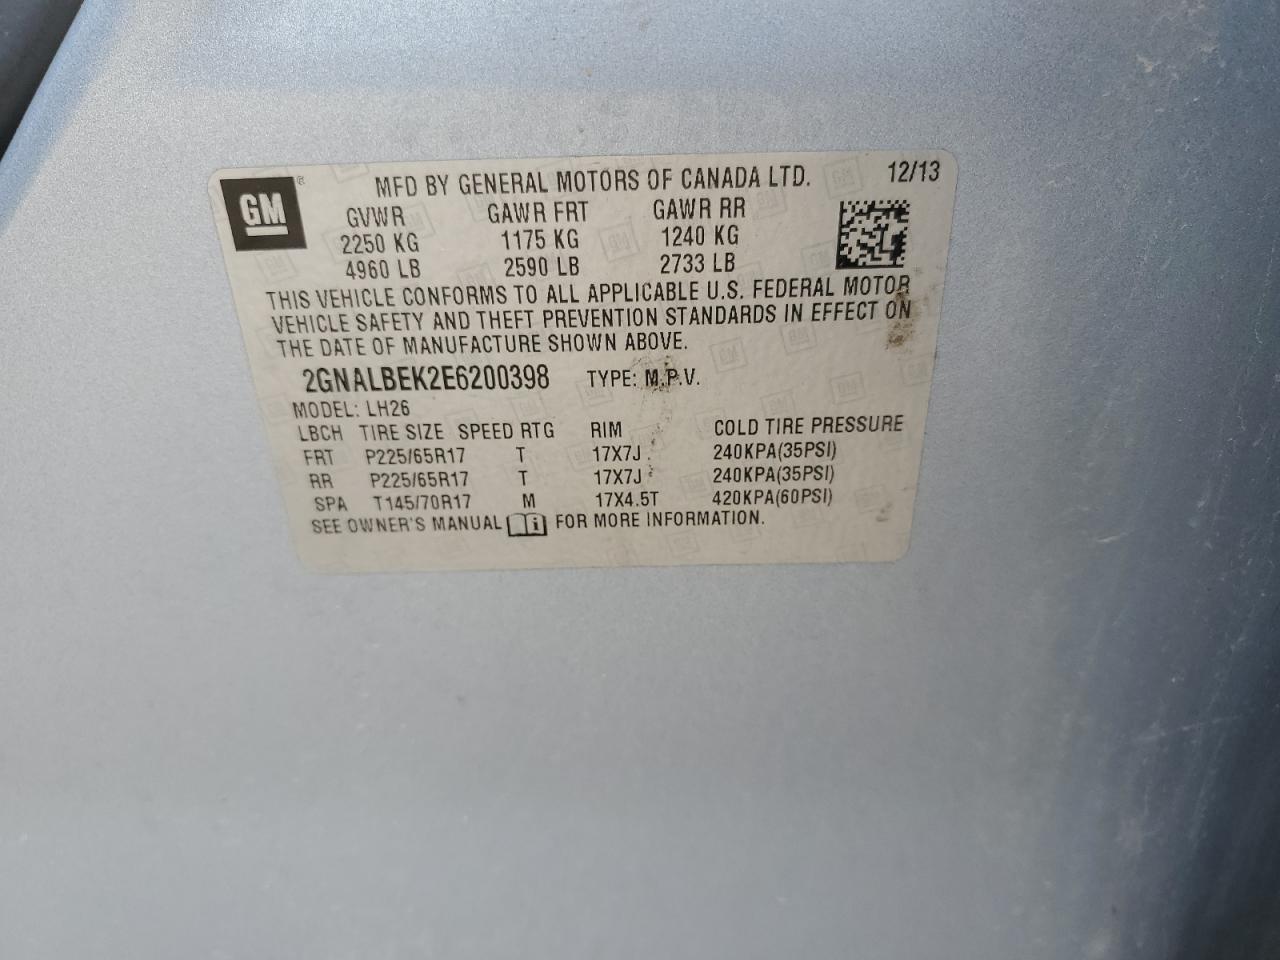 GM ® MFD BY GENERAL MOTORS OF CANADA LTD. 12/13
GVWR GAWR FRT GAWR RR
2250 KG 1175 KG 1240 KG
4960 LB 2590 LB 2733 LB
THIS VEHICLE CONFORMS TO ALL APPLICABLE U.S. FEDERAL MOTOR
VEHICLE SAFETY AND THEFT PREVENTION STANDARDS IN EFFECT ON
THE DATE OF MANUFACTURE SHOWN ABOVE.
2GNALBEK2E6200398 TYPE: M.P.V.
MODEL: LH26
LBCH TIRE SIZE SPEED RTG RIM COLD TIRE PRESSURE
FRT P225/65R17 T 17X7J 240KPA(35PSI)
RR P225/65R17 T 17X7J 240KPA(35PSI)
SPA T145/70R17 M 17X4.5T 420KPA(60PSI)
SEE OWNER'S MANUAL i FOR MORE INFORMATION.